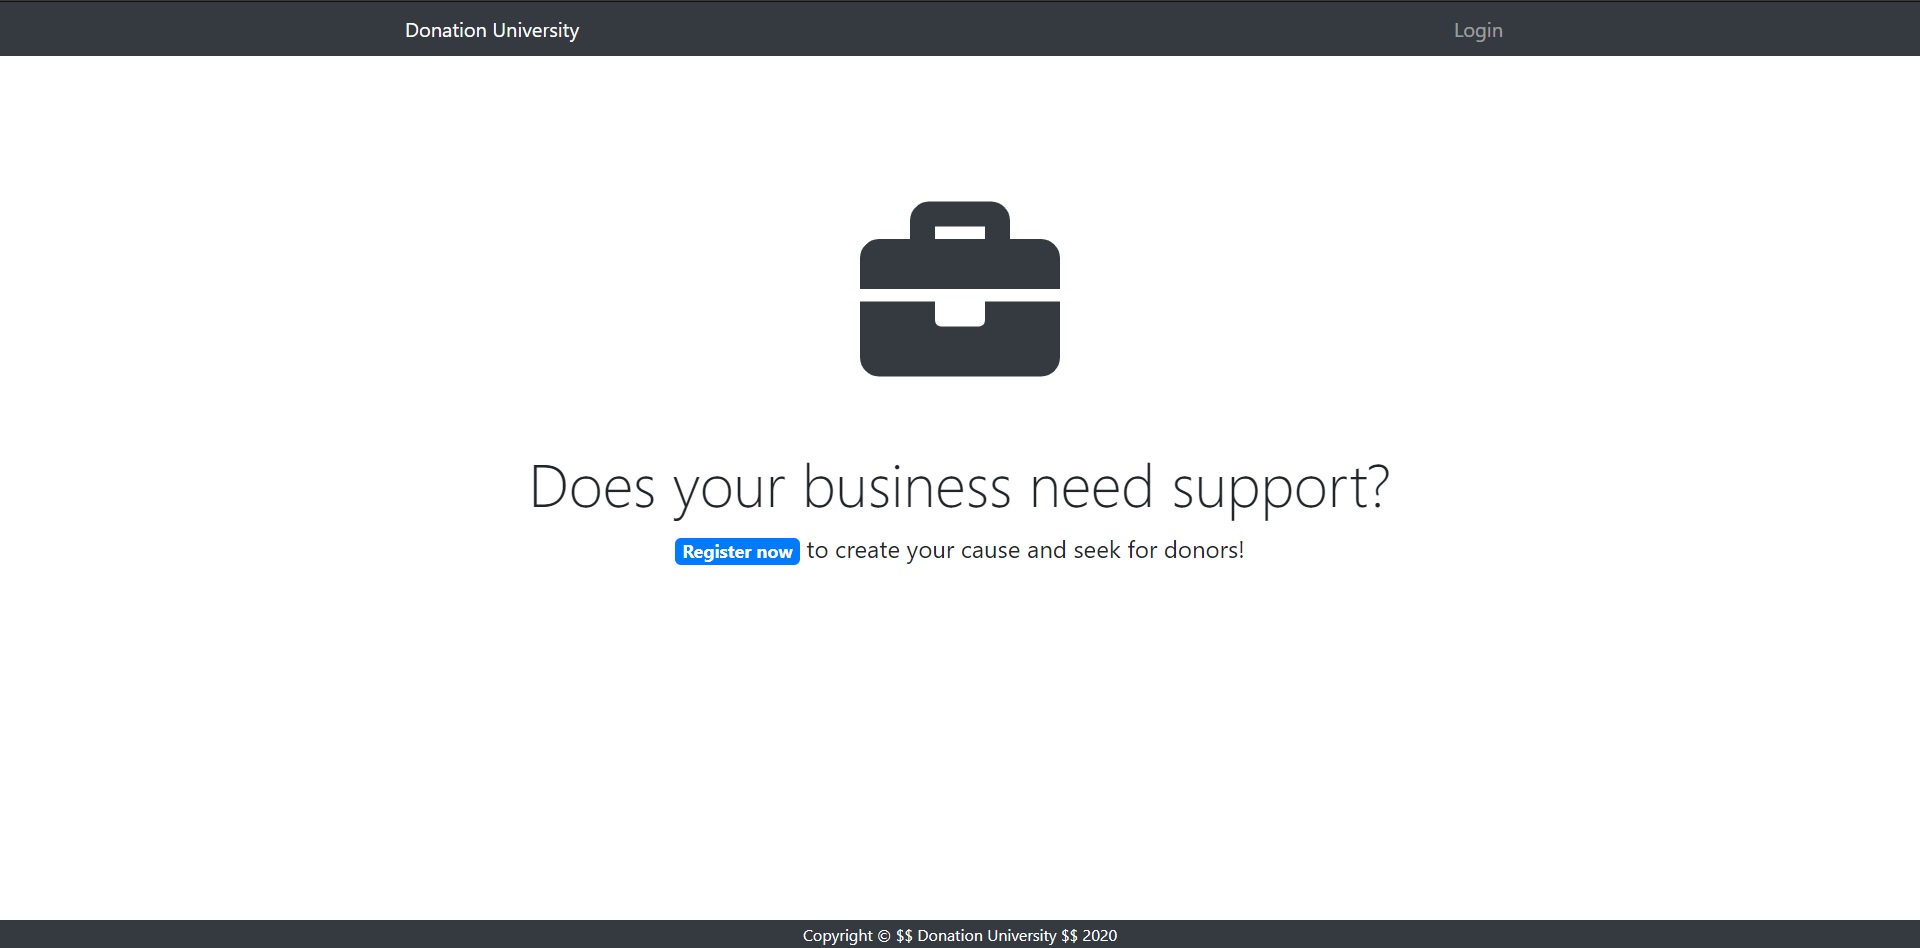 Donation University
Login
Does your business need support?
Register now to create your cause and seek for donors!
Copyright © $$ Donation University $$ 2020